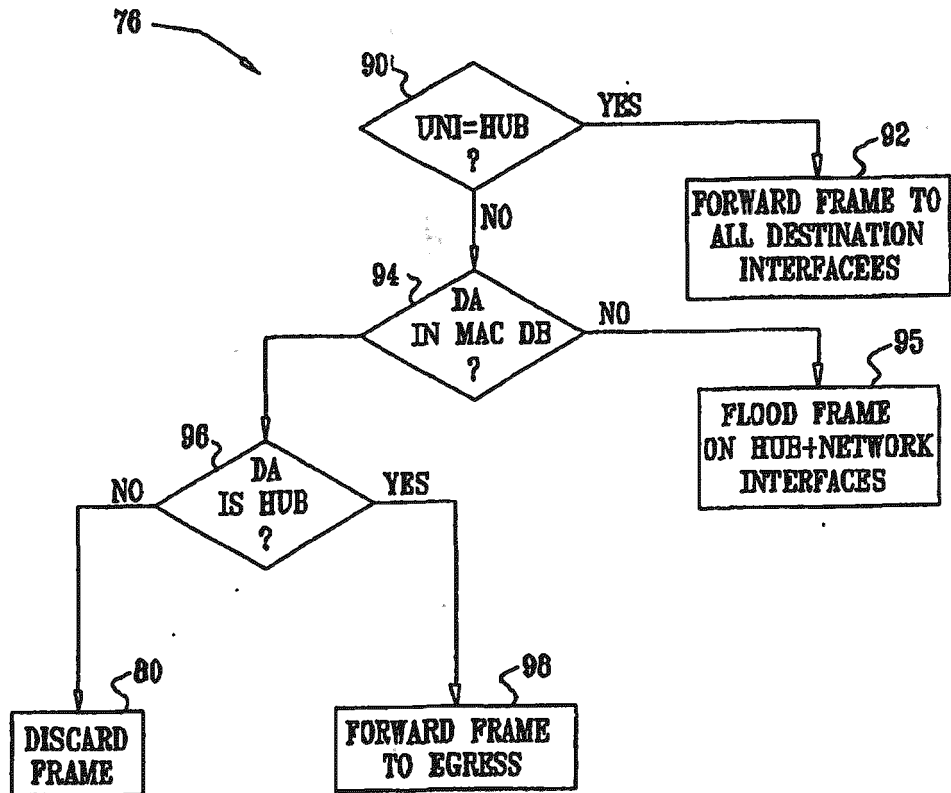 76
90
UNI=HUB
?
YES
92
FORWARD FRAME TO
ALL DESTINATION
INTERFACEES
NO
94
DA
IN MAC DB
?
NO
95
FLOOD FRAME
ON HUB+NETWORK
INTERFACES
96
DA
IS HUB
?
NO
YES
80
DISCARD
FRAME
98
FORWARD FRAME
TO EGRESS